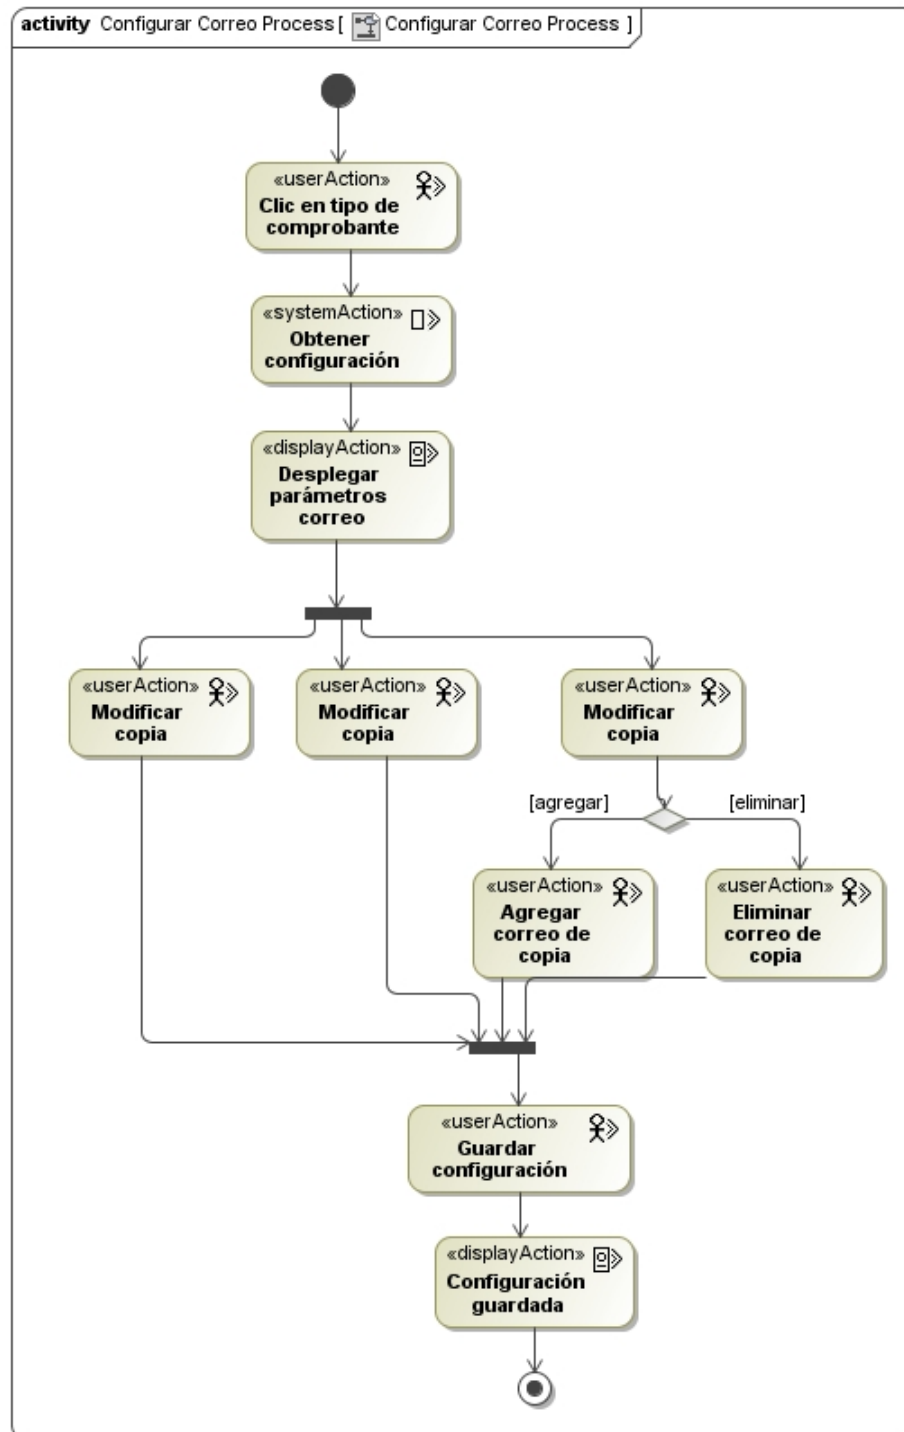 activity Configurar Correo Process [ Configurar Correo Process ]
«userAction»
Clic en tipo de
comprobante
«systemAction»
Obtener
configuración
«displayAction»
Desplegar
parámetros
correo
«userAction»
Modificar
copia
«userAction»
Modificar
copia
«userAction»
Modificar
copia
[agregar]
[eliminar]
«userAction»
Agregar
correo de
copia
«userAction»
Eliminar
correo de
copia
«userAction»
Guardar
configuración
«displayAction»
Configuración
guardada